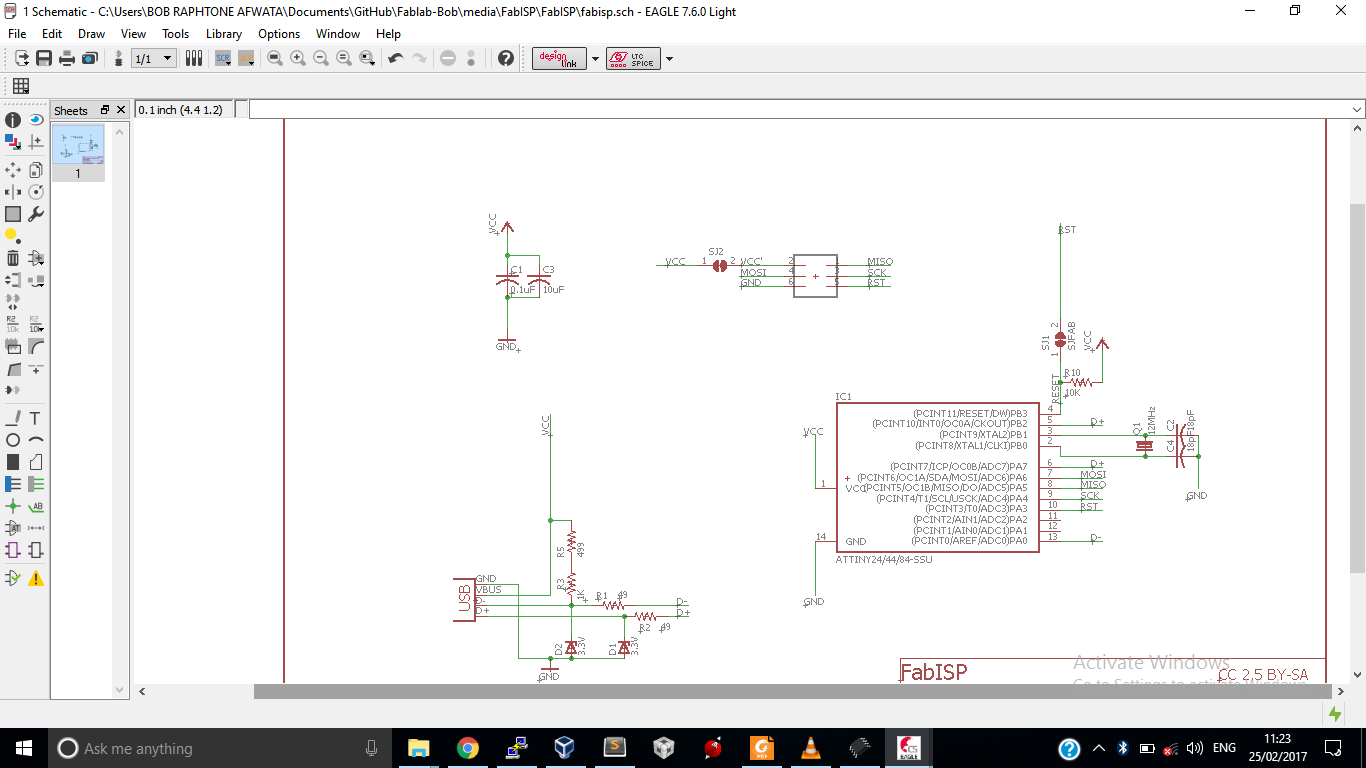 1 Schematic - C:\Users\BOB RAPHTONE AFWATA\Documents\GitHub\Fablab-Bob\media\FabISP\FabISP\fabisp.sch - EAGLE 7.6.0 Light
File Edit Draw View Tools Library Options Window Help
1/1
SCR
design link
LTC SPICE
Sheets
0.1 inch (4.4 1.2)
1
R2 R2
10k 10k
VCC
C1 C3
0.1uF 10uF
GND
SJ2
VCC 1 2 VCC' 2 1 MISO
MOSI 4 3 SCK
GND 6 5 RST
RST
2
SJ1 SJFAB
1
VCC
R10
10K
RESET
IC1
(PCINT11/RESET/DW)PB3 4
(PCINT10/INT0/OC0A/CKOUT)PB2 5 D+
(PCINT9/XTAL2)PB1 3
(PCINT8/XTAL1/CLKI)PB0 2
(PCINT7/ICP/OC0B/ADC7)PA7 6 D+
(PCINT6/OC1A/SDA/MOSI/ADC6)PA6 7 MOSI
(PCINT5/OC1B/MISO/DO/ADC5)PA5 8 MISO
(PCINT4/T1/SCL/USCK/ADC4)PA4 9 SCK
(PCINT3/T0/ADC3)PA3 10 RST
(PCINT2/AIN1/ADC2)PA2 11
(PCINT1/AIN0/ADC1)PA1 12
(PCINT0/AREF/ADC0)PA0 13 D-
VCC
1 VCC
14 GND
GND
ATTINY24/44/84-SSU
Q1 12MHz
C2 18pF
C4 18pF
GND
VCC
R5 499
R3 1K
USB
GND
VBUS
D-
D+
R1 49 D-
R2 49 D+
D2 3.3V
D1 3.3V
GND
FabISP
CC 2.5 BY-SA
Activate Windows
Go to Settings to activate Windows.
Ask me anything
PDF
CS
EAGLE
ENG
11:23
25/02/2017